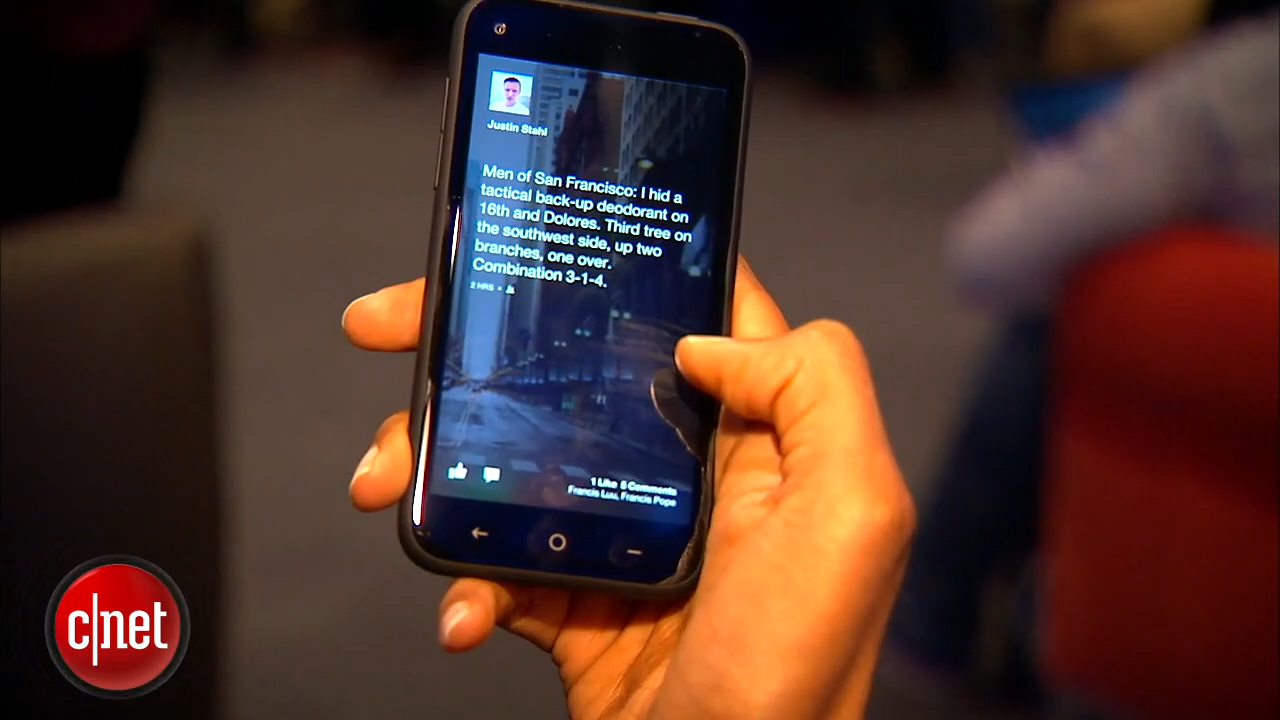 Justin Stahl
Men of San Francisco: I hid a
tactical back-up deodorant on
16th and Dolores. Third tree on
the southwest side, up two
branches, one over.
Combination 3-1-4.
2 HRS •
1 Like 5 Comments
Francis Luu, Francis Pope
c|net